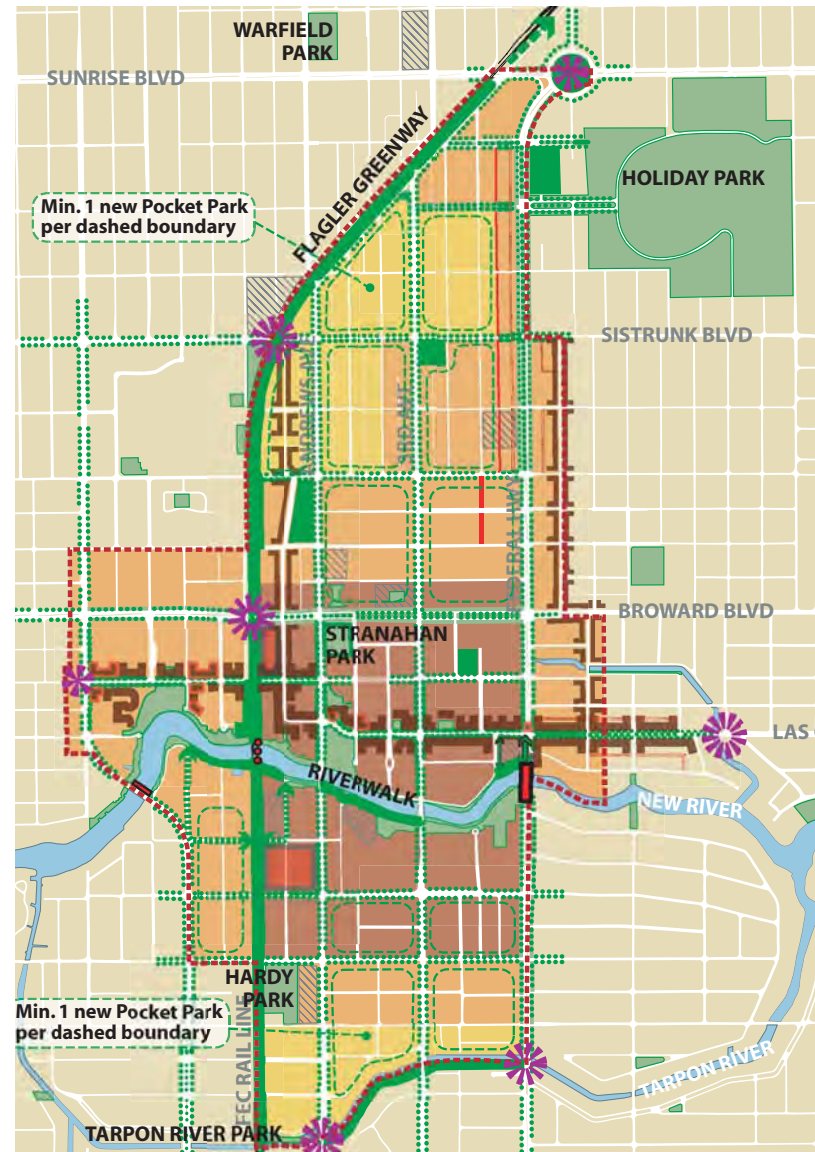 WARFIELD
PARK
SUNRISE BLVD
FLAGLER GREENWAY
HOLIDAY PARK
Min. 1 new Pocket Park
per dashed boundary
SISTRUNK BLVD
ANDREWS AVE
3RD AVE
FEDERAL HWY
BROWARD BLVD
STRANAHAN
PARK
LAS
RIVERWALK
NEW RIVER
HARDY
PARK
Min. 1 new Pocket Park
per dashed boundary
FEC RAIL LINE
TARPON RIVER
TARPON RIVER PARK